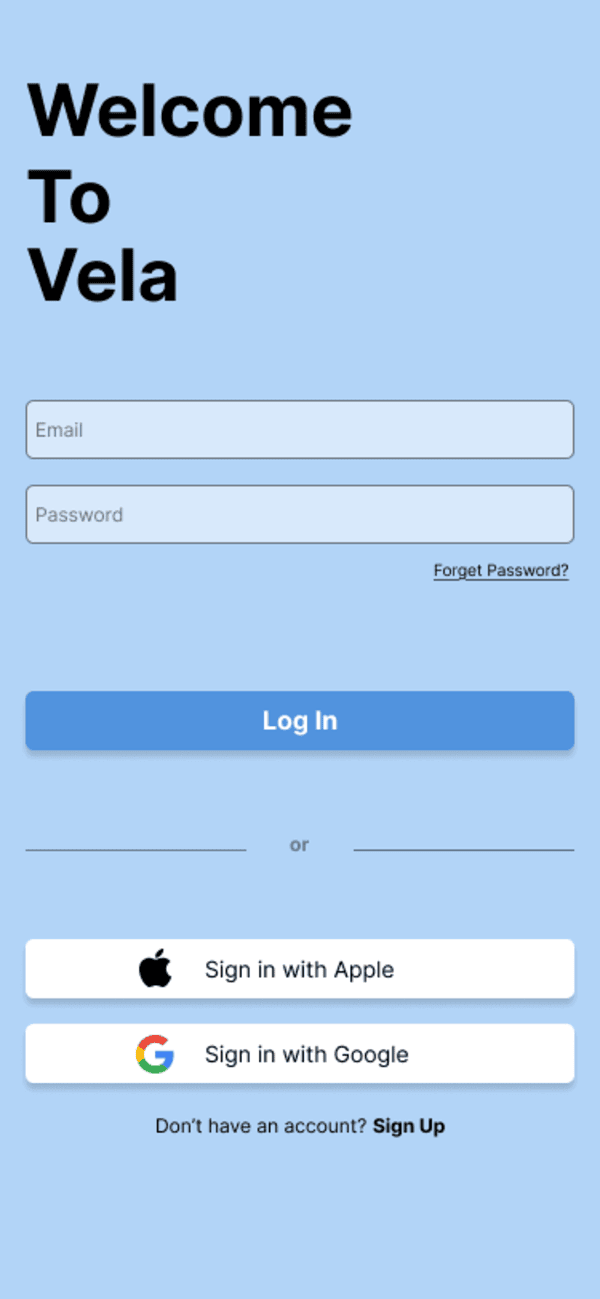 Welcome
To
Vela
Email
Password
Forget Password?
Log In
or
Sign in with Apple
Sign in with Google
Don’t have an account? Sign Up